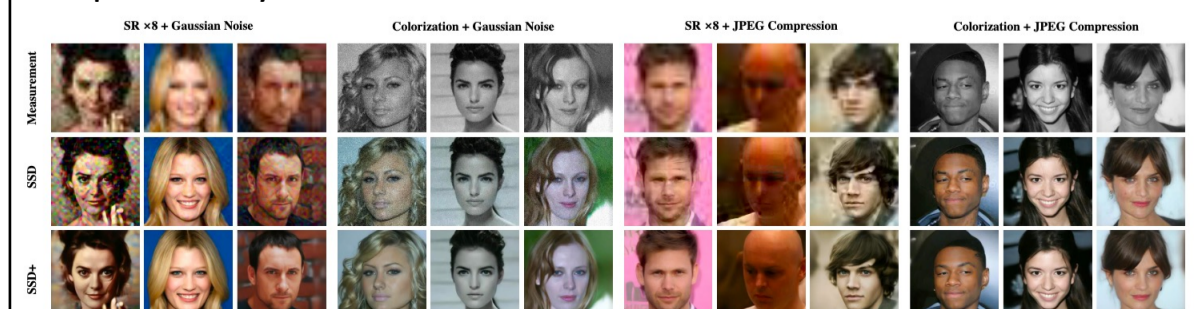 SR ×8 + Gaussian Noise
Colorization + Gaussian Noise
SR ×8 + JPEG Compression
Colorization + JPEG Compression
Measurement
SSD
SSD+